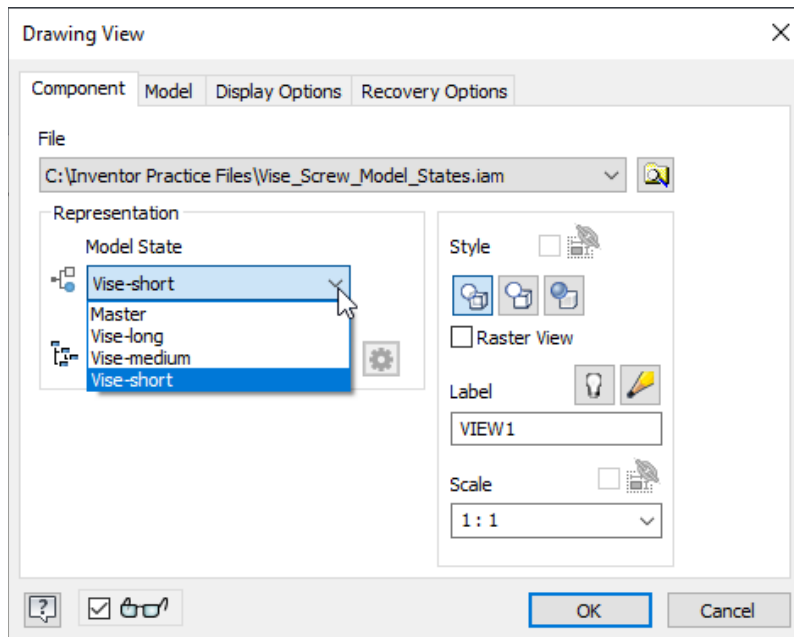 Drawing View
Component Model Display Options Recovery Options
File
C:\Inventor Practice Files\Vise_Screw_Model_States.iam
Representation
Model State
Vise-short
Master
Vise-long
Vise-medium
Vise-short
Style
Raster View
Label
VIEW1
Scale
1 : 1
?
OK Cancel